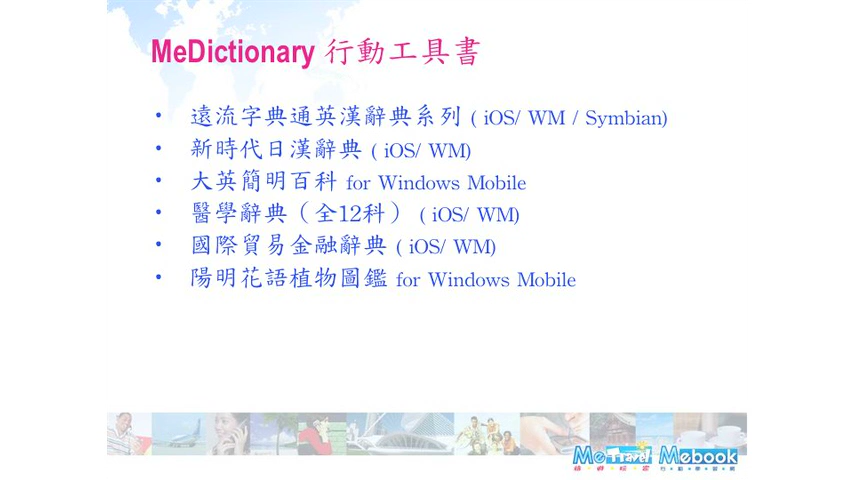 MeDictionary 行動工具書
• 遠流字典通英漢辭典系列 ( iOS/ WM / Symbian)
• 新時代日漢辭典 ( iOS/ WM)
• 大英簡明百科 for Windows Mobile
• 醫學辭典（全12科） ( iOS/ WM)
• 國際貿易金融辭典 ( iOS/ WM)
• 陽明花語植物圖鑑 for Windows Mobile
MeTravel Mebook